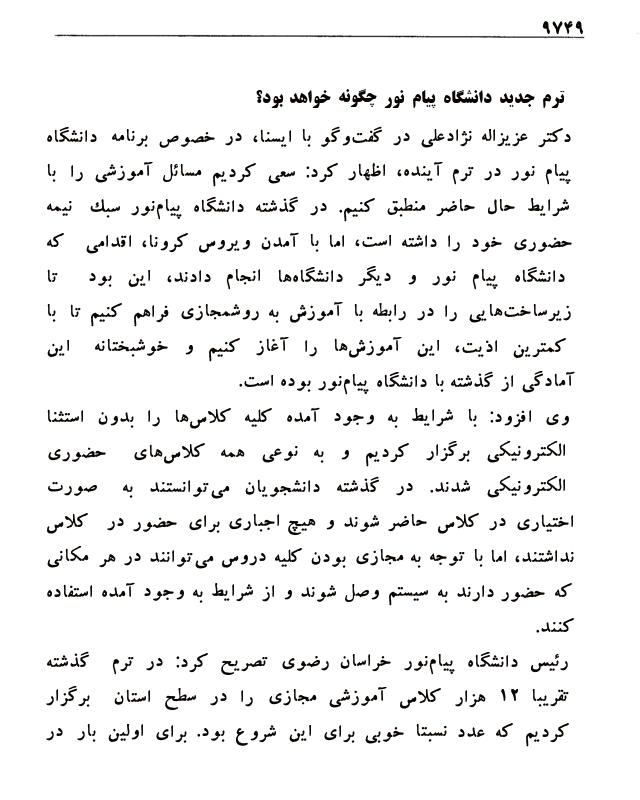 ۹۷۴۹
ترم جدید دانشگاه پیام نور چگونه خواهد بود؟
دکتر عزیزاله نژادعلی در گفت‌وگو با ایسنا، در خصوص برنامه دانشگاه
پیام نور در ترم آینده، اظهار کرد: سعی کردیم مسائل آموزشی را با
شرایط حال حاضر منطبق کنیم. در گذشته دانشگاه پیام‌نور سبك نیمه
حضوری خود را داشته است، اما با آمدن ویروس کرونا، اقدامی که
دانشگاه پیام نور و دیگر دانشگاه‌ها انجام دادند، این بود تا
زیرساخت‌هایی را در رابطه با آموزش به روشمجازی فراهم کنیم تا با
کمترین اذیت، این آموزش‌ها را آغاز کنیم و خوشبختانه این
آمادگی از گذشته با دانشگاه پیام‌نور بوده است.
وی افزود: با شرایط به وجود آمده کلیه کلاس‌ها را بدون استثنا
الکترونیکی برگزار کردیم و به نوعی همه کلاس‌های حضوری
الکترونیکی شدند. در گذشته دانشجویان می‌توانستند به صورت
اختیاری در کلاس حاضر شوند و هیچ اجباری برای حضور در کلاس
نداشتند، اما با توجه به مجازی بودن کلیه دروس می‌توانند در هر مکانی
که حضور دارند به سیستم وصل شوند و از شرایط به وجود آمده استفاده
کنند.
رئیس دانشگاه پیام‌نور خراسان رضوی تصریح کرد: در ترم گذشته
تقریبا ۱۲ هزار کلاس آموزشی مجازی را در سطح استان برگزار
کردیم که عدد نسبتا خوبی برای این شروع بود. برای اولین بار در